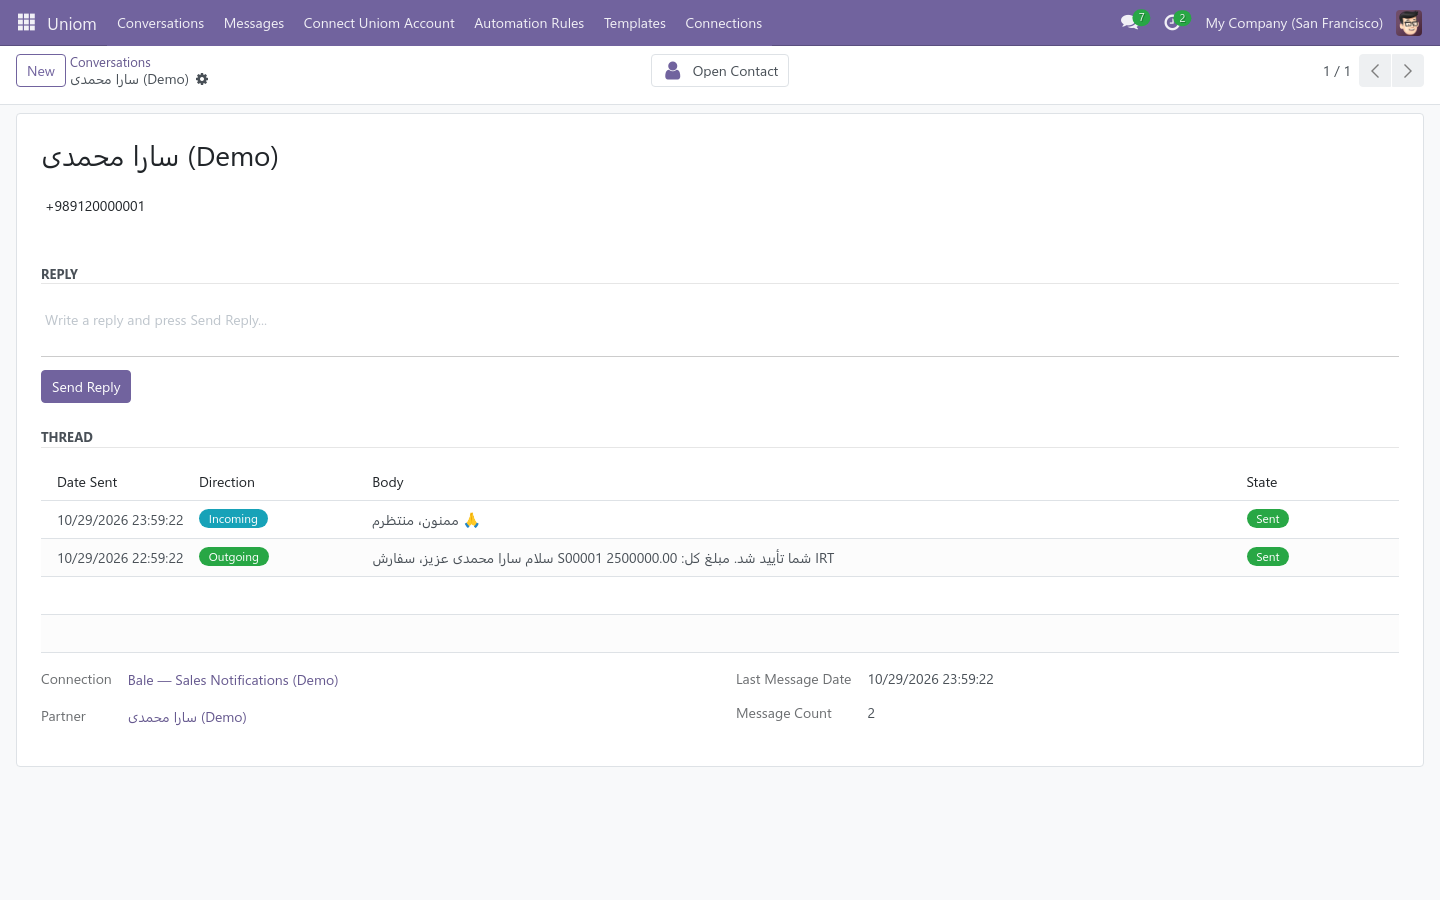 Uniom Conversations Messages Connect Uniom Account Automation Rules Templates Connections 7 2 My Company (San Francisco)
New
Conversations
سارا محمدی (Demo)
Open Contact
1 / 1
سارا محمدی (Demo)
+989120000001
REPLY
Write a reply and press Send Reply...
Send Reply
THREAD
Date Sent Direction Body State
10/29/2026 23:59:22 Incoming ممنون، منتظرم 🙏 Sent
10/29/2026 22:59:22 Outgoing سلام سارا محمدی عزیز، سفارش S00001 شما تأیید شد. مبلغ کل: 2500000.00 IRT Sent
Connection Bale — Sales Notifications (Demo)
Last Message Date 10/29/2026 23:59:22
Partner سارا محمدی (Demo)
Message Count 2